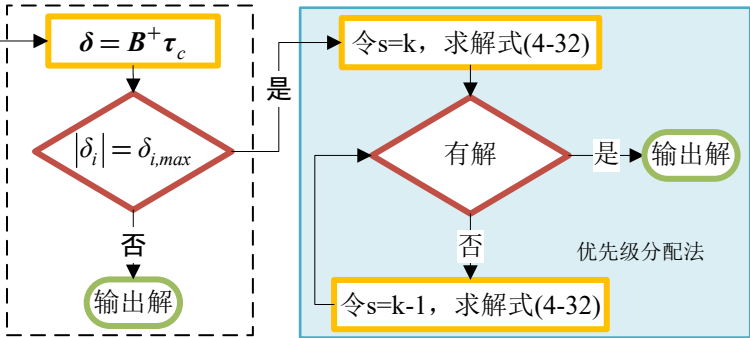 δ = B⁺τ_c
|δ_i| = δ_{i,max}
否
输出解
是
令s=k，求解式(4-32)
有解
是
输出解
否
优先级分配法
令s=k-1，求解式(4-32)